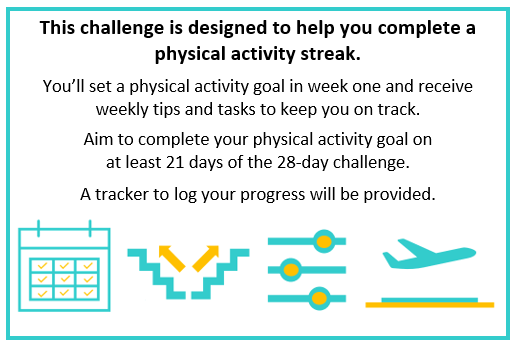 This challenge is designed to help you complete a
physical activity streak.
You’ll set a physical activity goal in week one and receive
weekly tips and tasks to keep you on track.
Aim to complete your physical activity goal on
at least 21 days of the 28-day challenge.
A tracker to log your progress will be provided.